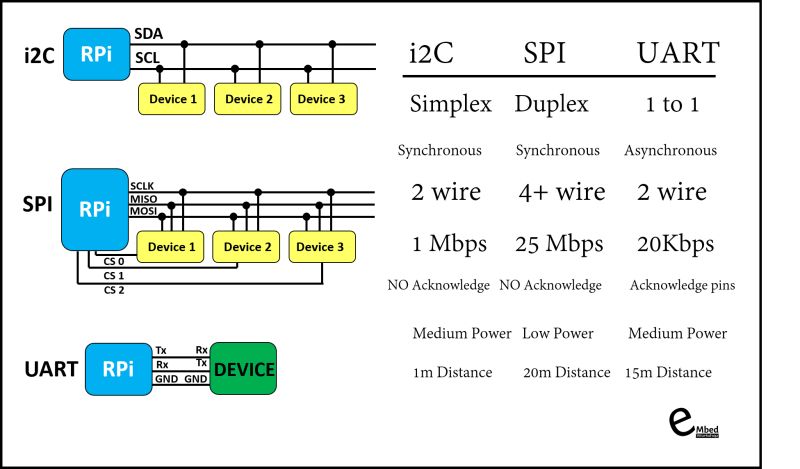 i2C
RPi
SDA
SCL
Device 1
Device 2
Device 3
SPI
RPi
SCLK
MISO
MOSI
Device 1
Device 2
Device 3
CS 0
CS 1
CS 2
UART
RPi
Tx Rx
Rx Tx
GND GND
DEVICE
i2C SPI UART
Simplex Duplex 1 to 1
Synchronous Synchronous Asynchronous
2 wire 4+ wire 2 wire
1 Mbps 25 Mbps 20Kbps
NO Acknowledge NO Acknowledge Acknowledge pins
Medium Power Low Power Medium Power
1m Distance 20m Distance 15m Distance
eMbed